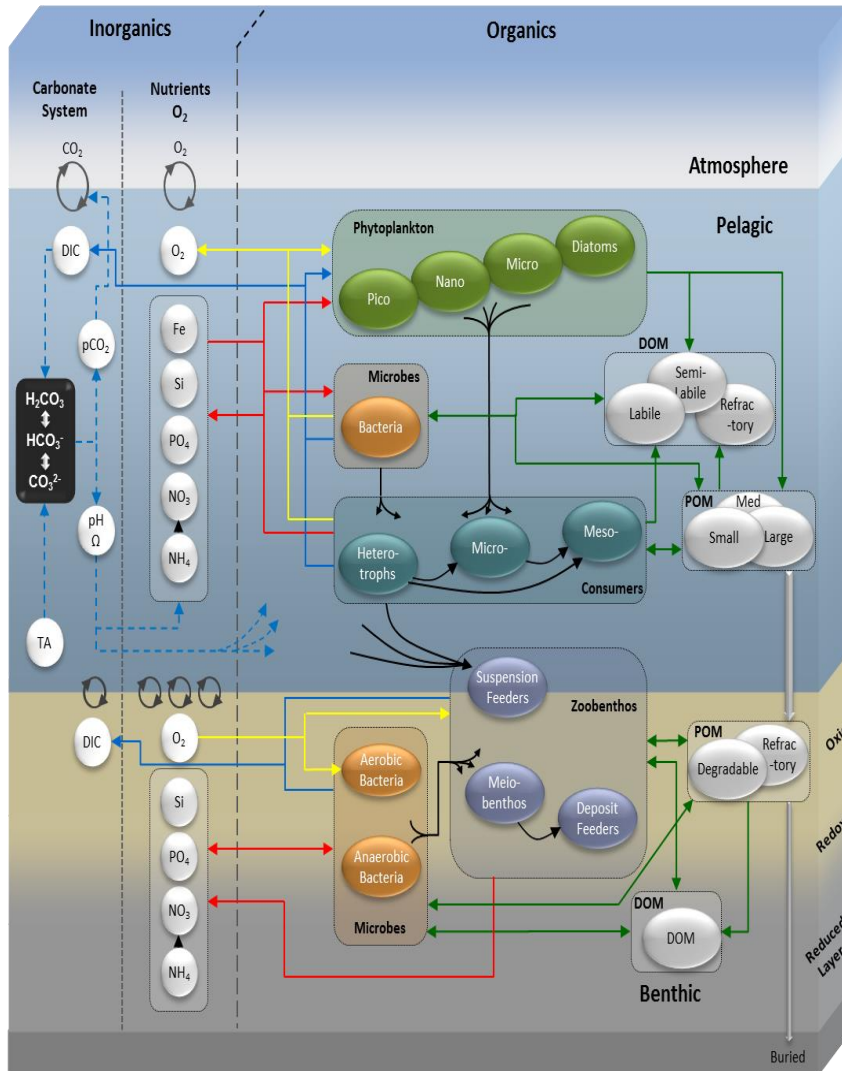 Inorganics
Organics
Carbonate
System
Nutrients
O₂
CO₂
O₂
Atmosphere
Pelagic
DIC
O₂
Phytoplankton
Pico
Nano
Micro
Diatoms
Fe
Si
PO₄
NO₃
NH₄
pCO₂
H₂CO₃
HCO₃⁻
CO₃²⁻
pH
Ω
TA
Microbes
Bacteria
DOM
Labile
Semi-
Labile
Refrac
-tory
POM
Small
Med
Large
Hetero-
trophs
Micro-
Meso-
Consumers
Suspension
Feeders
Zoobenthos
Meio-
benthos
Deposit
Feeders
DIC
O₂
Si
PO₄
NO₃
NH₄
Aerobic
Bacteria
Anaerobic
Bacteria
Microbes
POM
Degradable
Refrac
-tory
DOM
DOM
Oxi
Redox
Reduced
Layer
Benthic
Buried